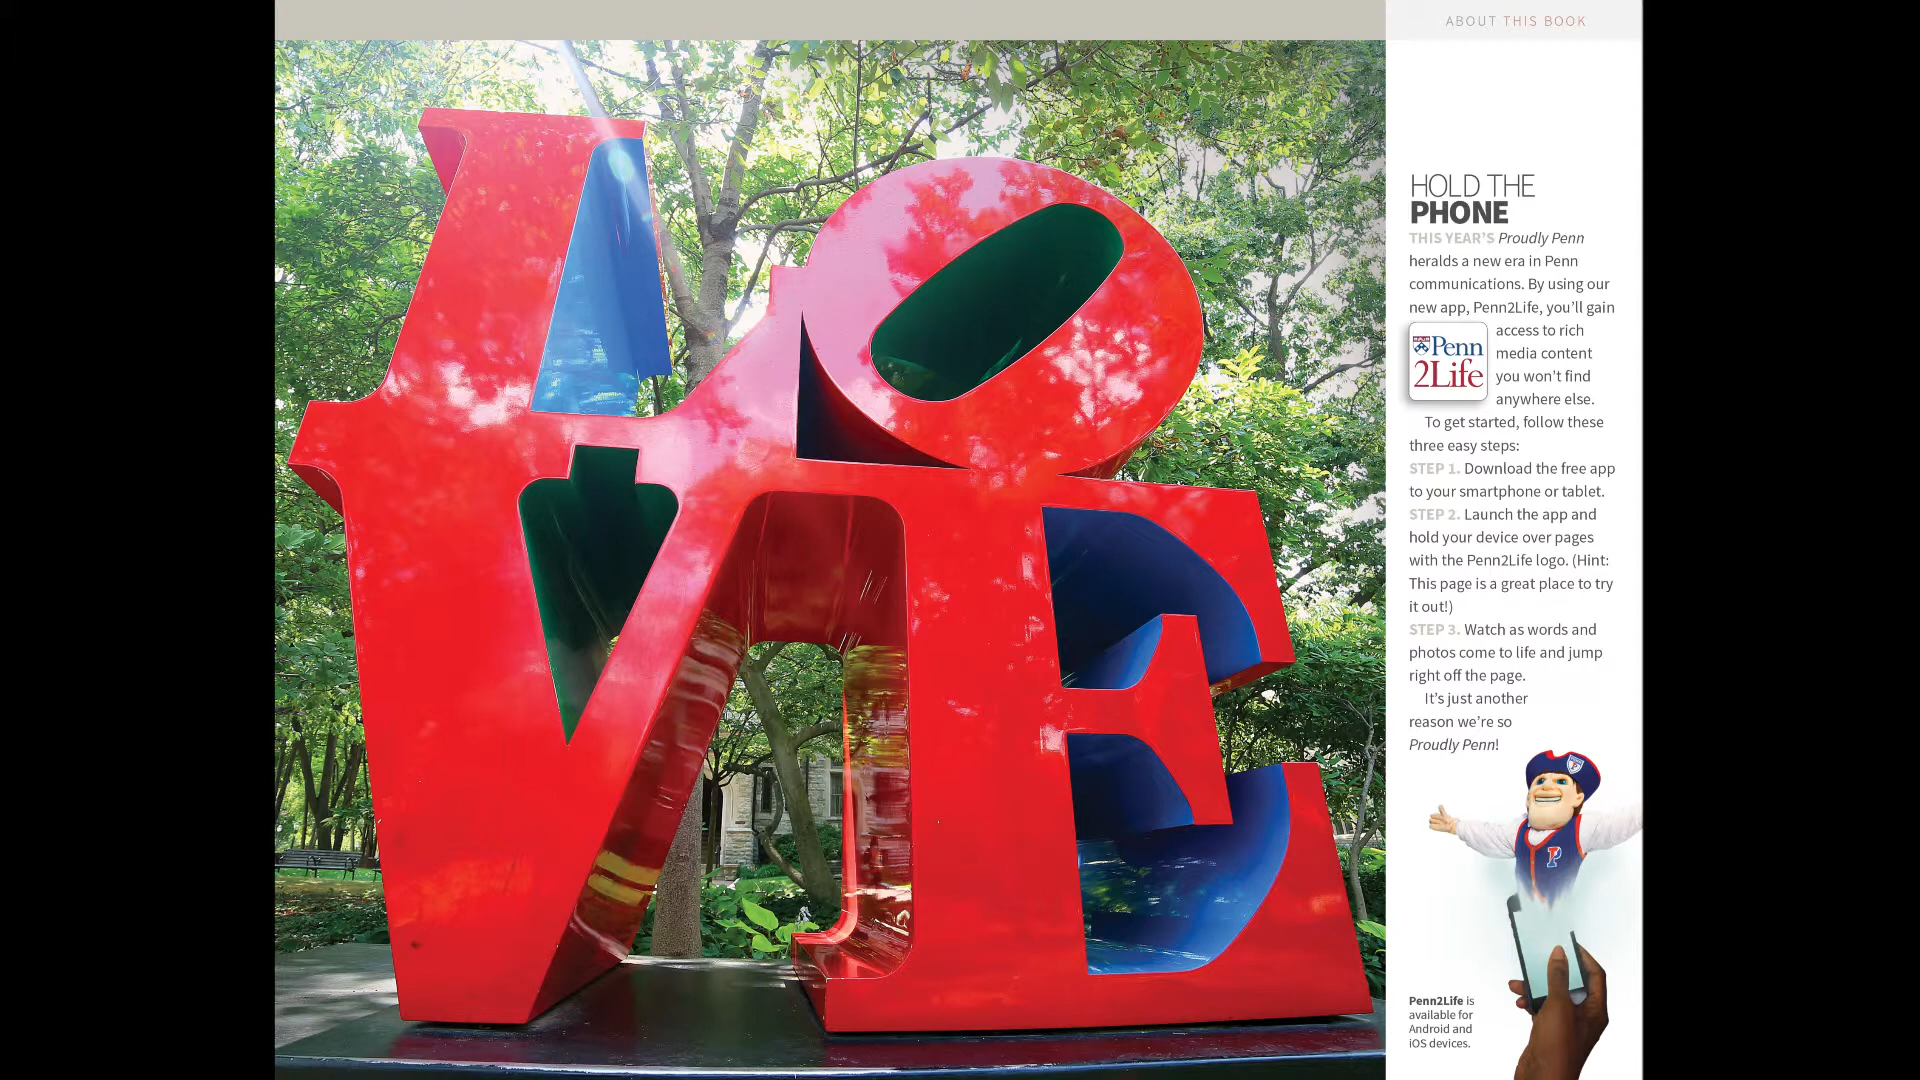 ABOUT THIS BOOK
LO
VE
HOLD THE
PHONE
THIS YEAR'S Proudly Penn
heralds a new era in Penn
communications. By using our
new app, Penn2Life, you'll gain
access to rich
media content
you won't find
anywhere else.
Penn
2Life
To get started, follow these
three easy steps:
STEP 1. Download the free app
to your smartphone or tablet.
STEP 2. Launch the app and
hold your device over pages
with the Penn2Life logo. (Hint:
This page is a great place to try
it out!)
STEP 3. Watch as words and
photos come to life and jump
right off the page.
It's just another
reason we're so
Proudly Penn!
P
Penn2Life is
available for
Android and
iOS devices.